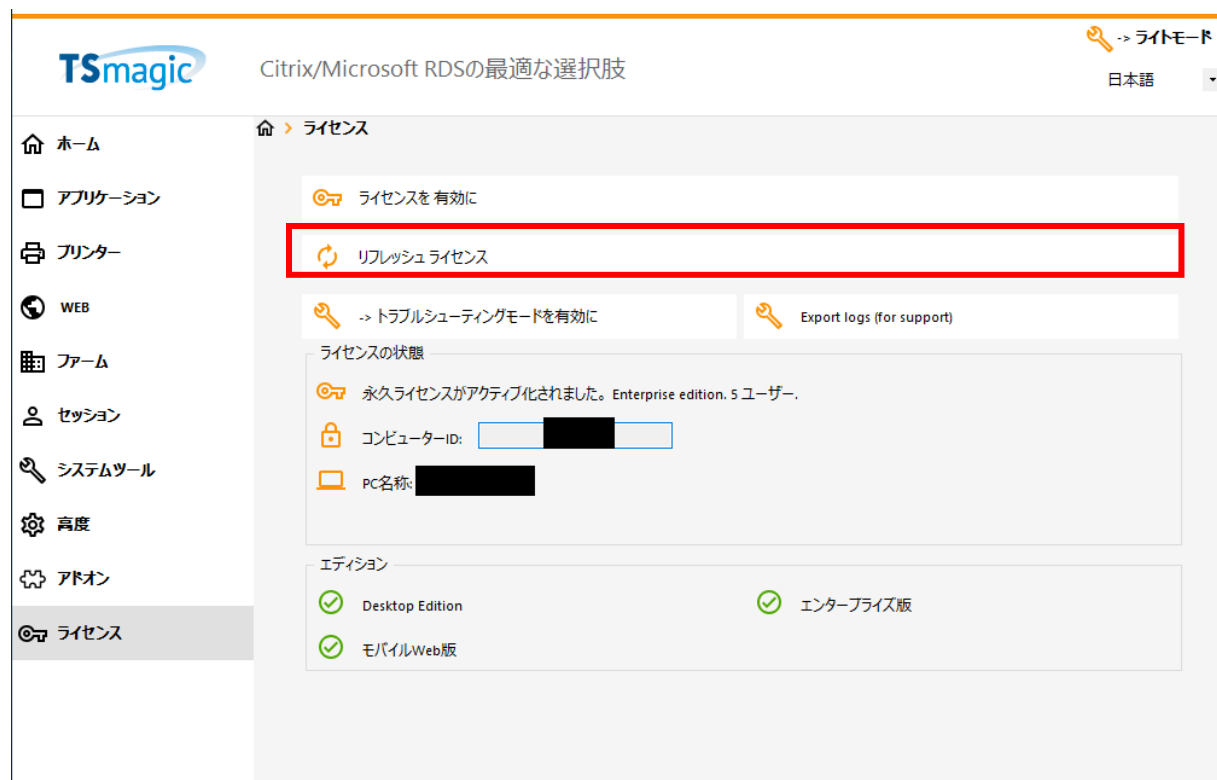 -> ライトモード
TSmagic
Citrix/Microsoft RDSの最適な選択肢
日本語
ホーム
アプリケーション
プリンター
WEB
ファーム
セッション
システムツール
高度
アドオン
ライセンス
ライセンス
ライセンスを 有効に
リフレッシュ ライセンス
-> トラブルシューティングモードを有効に
Export logs (for support)
ライセンスの状態
永久ライセンスがアクティブ化されました。Enterprise edition. 5 ユーザー.
コンピューターID:
PC名称:
エディション
Desktop Edition
エンタープライズ版
モバイルWeb版